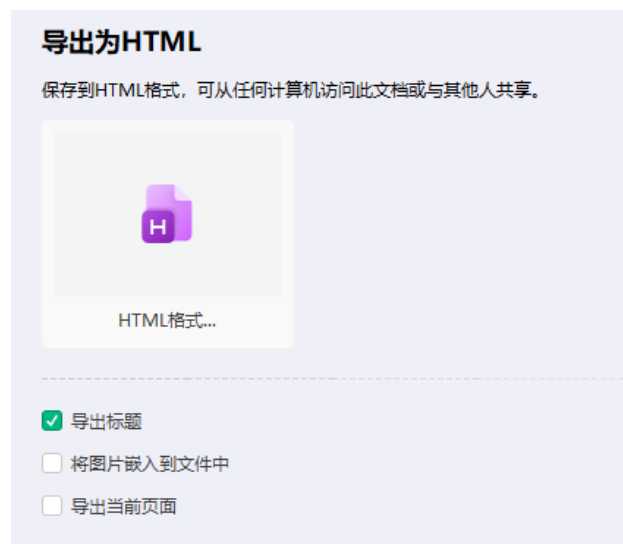 导出为HTML
保存到HTML格式，可从任何计算机访问此文档或与其他人共享。
H
HTML格式...
导出标题
将图片嵌入到文件中
导出当前页面